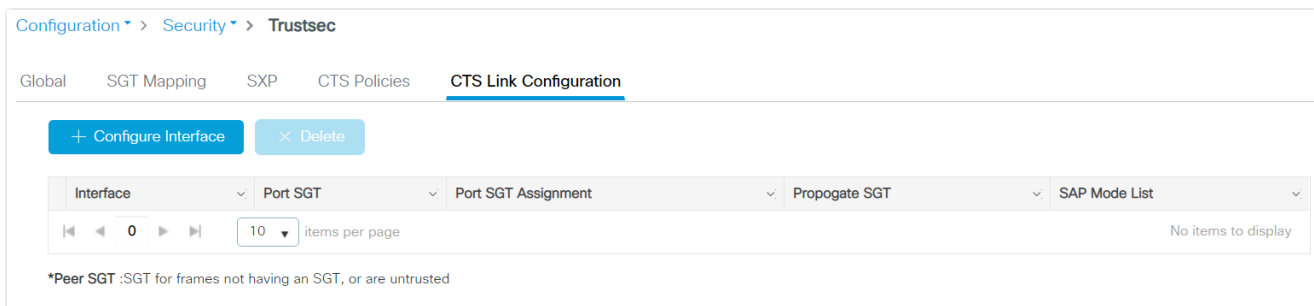 Configuration > Security > Trustsec
Global SGT Mapping SXP CTS Policies CTS Link Configuration
+ Configure Interface × Delete
Interface Port SGT Port SGT Assignment Propogate SGT SAP Mode List
0 10 items per page No items to display
*Peer SGT :SGT for frames not having an SGT, or are untrusted